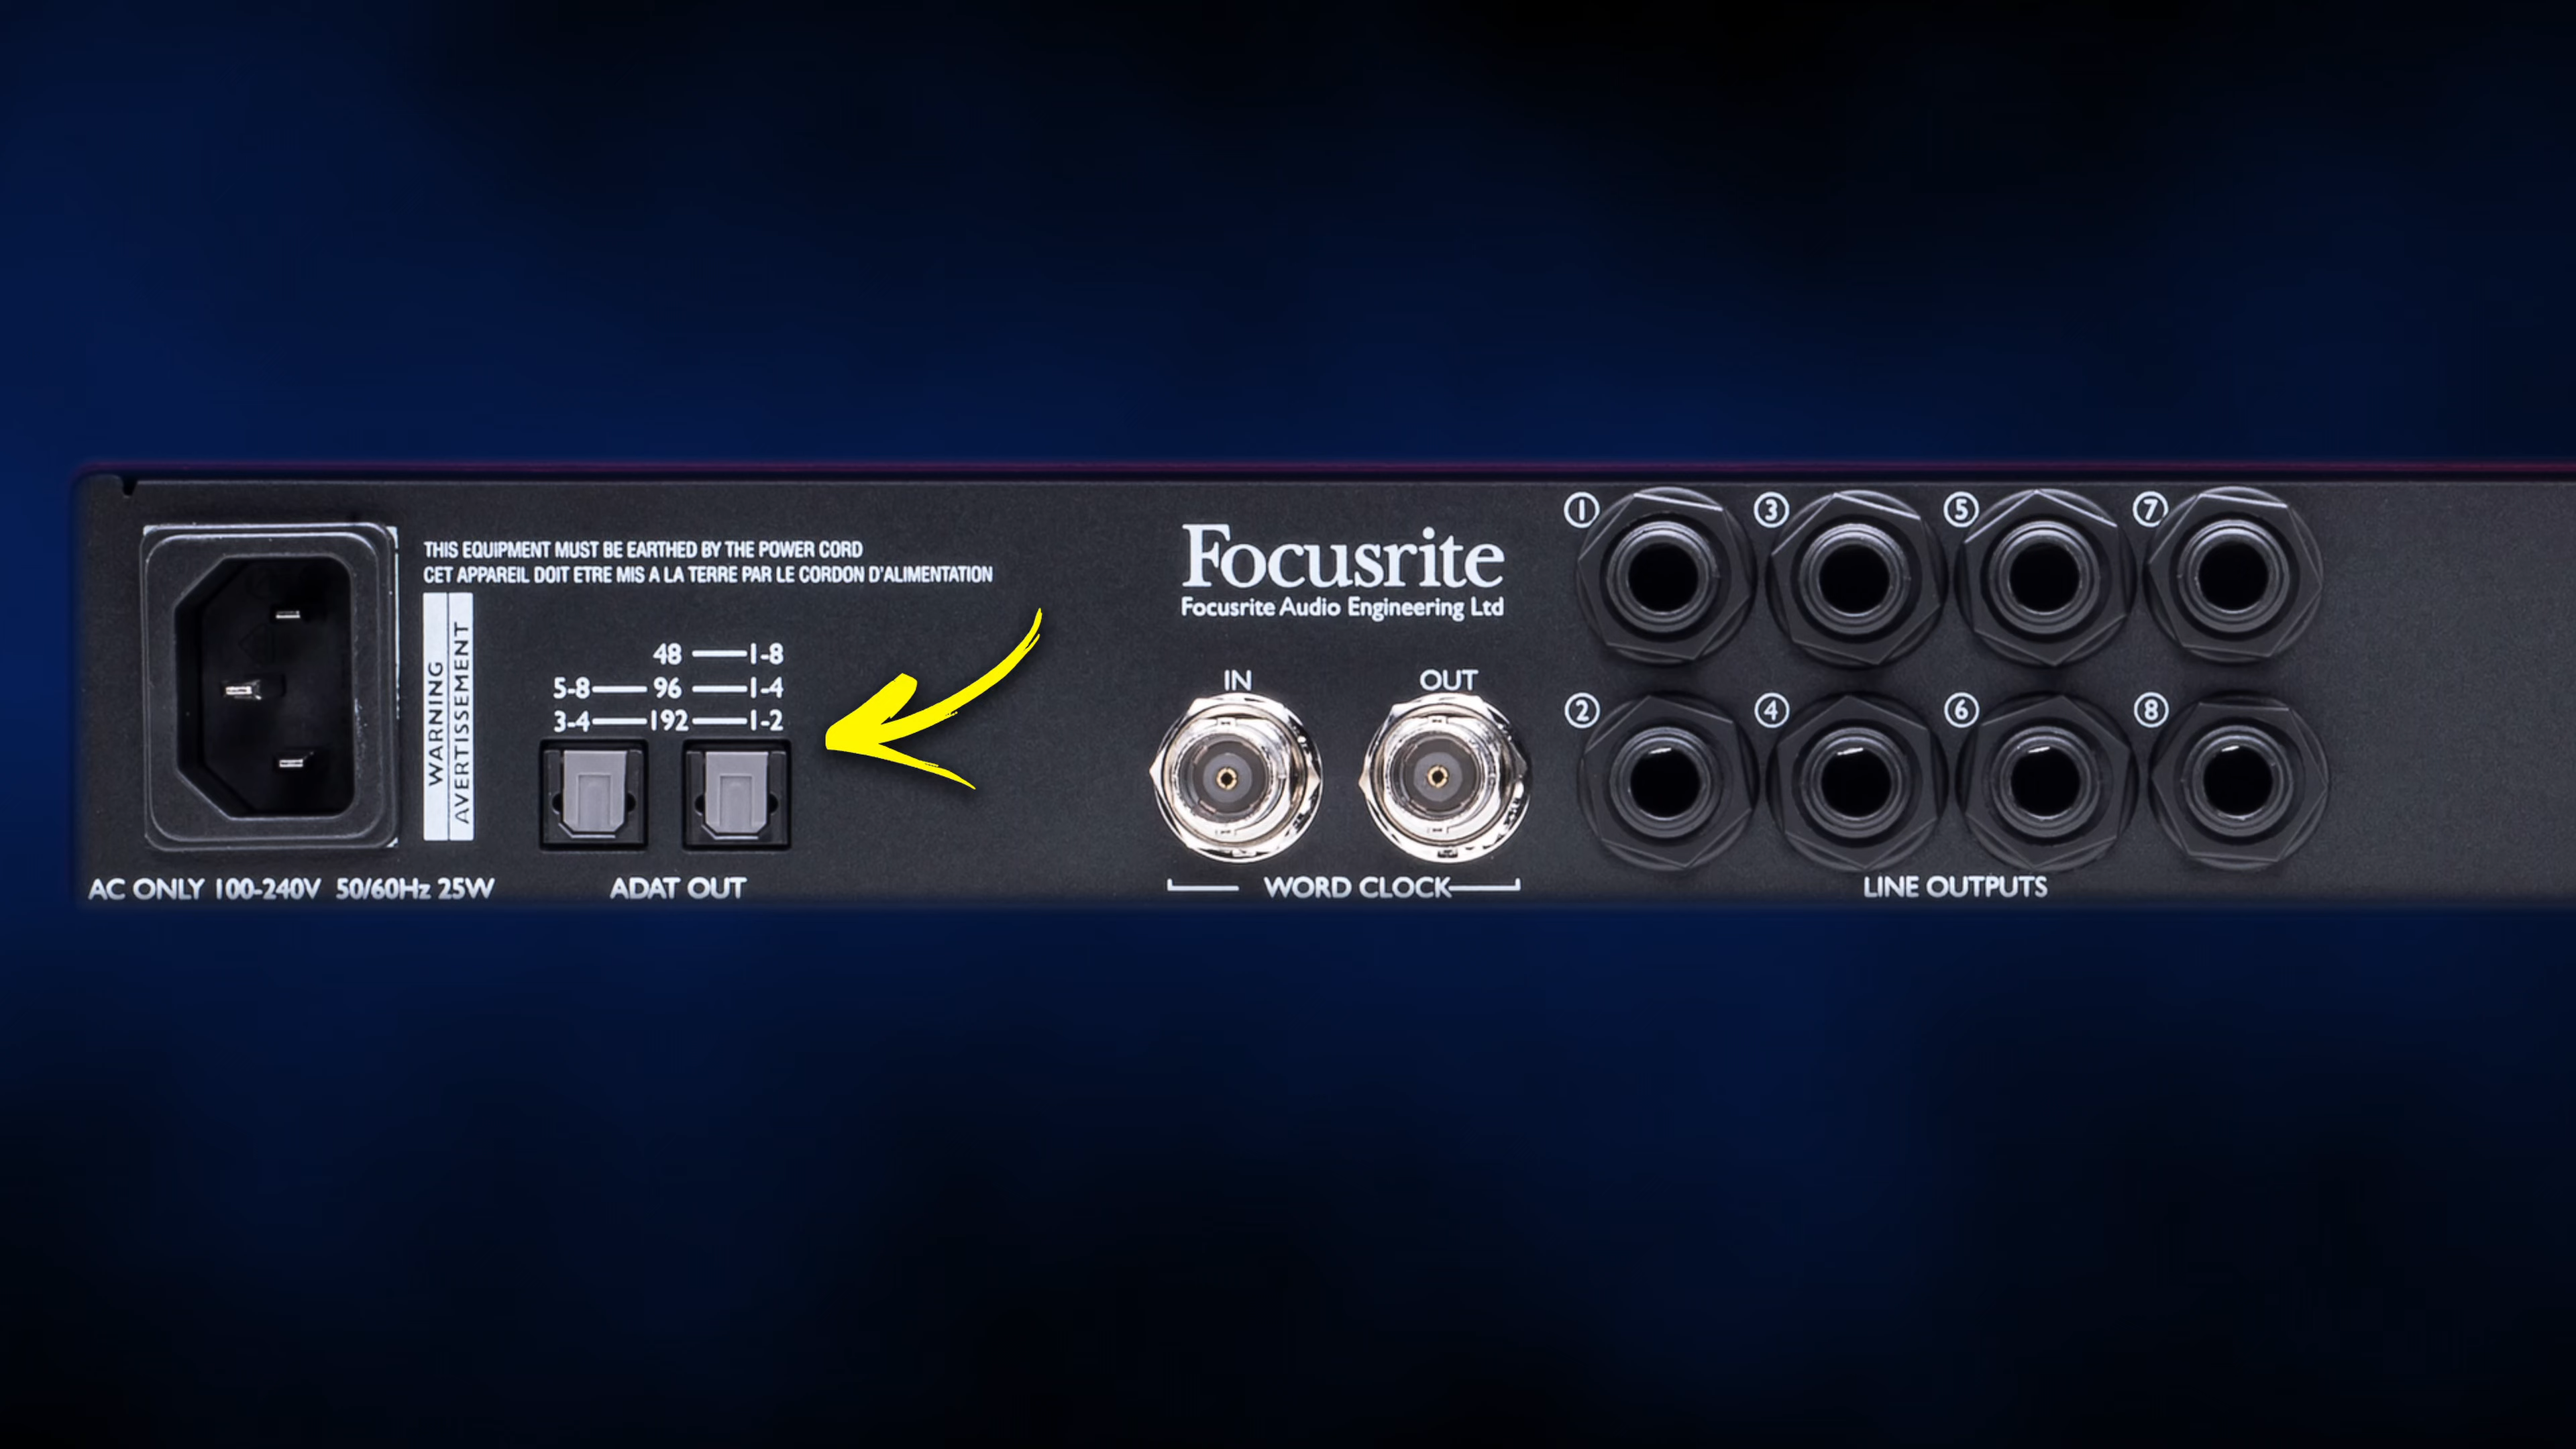 THIS EQUIPMENT MUST BE EARTHED BY THE POWER CORD
CET APPAREIL DOIT ETRE MIS A LA TERRE PAR LE CORDON D'ALIMENTATION
WARNING
AVERTISSEMENT
48 1-8
5-8 96 1-4
3-4 192 1-2
AC ONLY 100-240V 50/60Hz 25W
ADAT OUT
Focusrite
Focusrite Audio Engineering Ltd
IN OUT
WORD CLOCK
1 3 5 7
2 4 6 8
LINE OUTPUTS